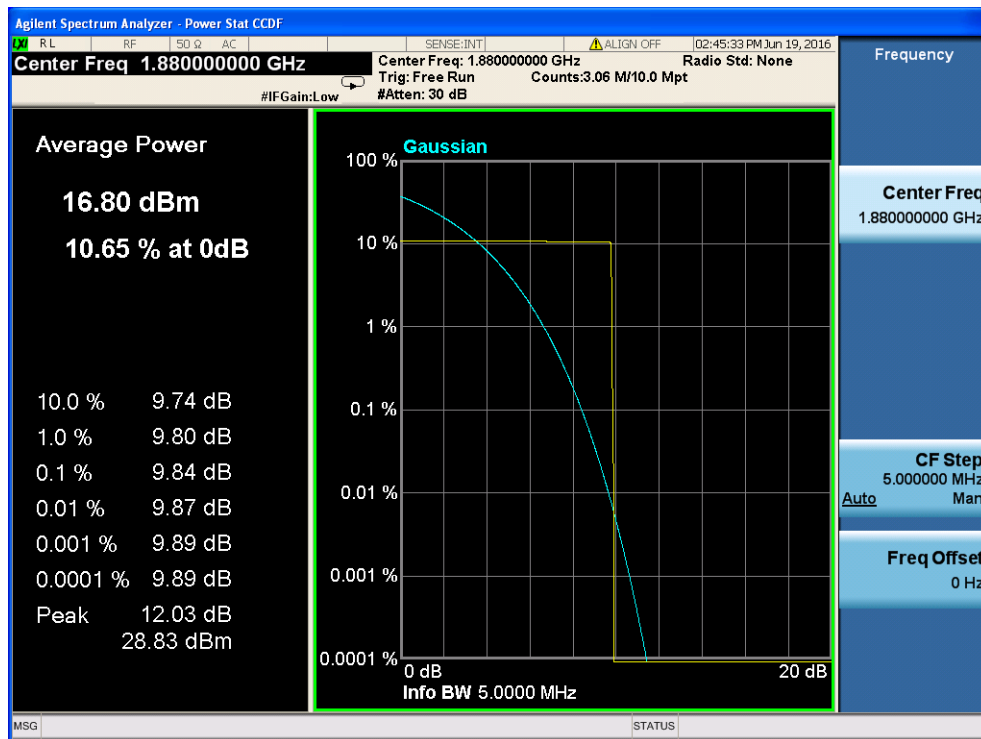 Agilent Spectrum Analyzer - Power Stat CCDF
LXI RL RF 50 Ω AC SENSE:INT ALIGN OFF 02:45:33 PM Jun 19, 2016
Center Freq 1.880000000 GHz
Center Freq: 1.880000000 GHz Radio Std: None
Trig: Free Run Counts:3.06 M/10.0 Mpt
#IFGain:Low #Atten: 30 dB
Frequency
Average Power
16.80 dBm
10.65 % at 0dB
10.0 % 9.74 dB
1.0 % 9.80 dB
0.1 % 9.84 dB
0.01 % 9.87 dB
0.001 % 9.89 dB
0.0001 % 9.89 dB
Peak 12.03 dB
28.83 dBm
Gaussian
100 %
10 %
1 %
0.1 %
0.01 %
0.001 %
0.0001 %
0 dB 20 dB
Info BW 5.0000 MHz
Center Freq
1.880000000 GHz
CF Step
5.000000 MHz
Auto Man
Freq Offset
0 Hz
MSG STATUS